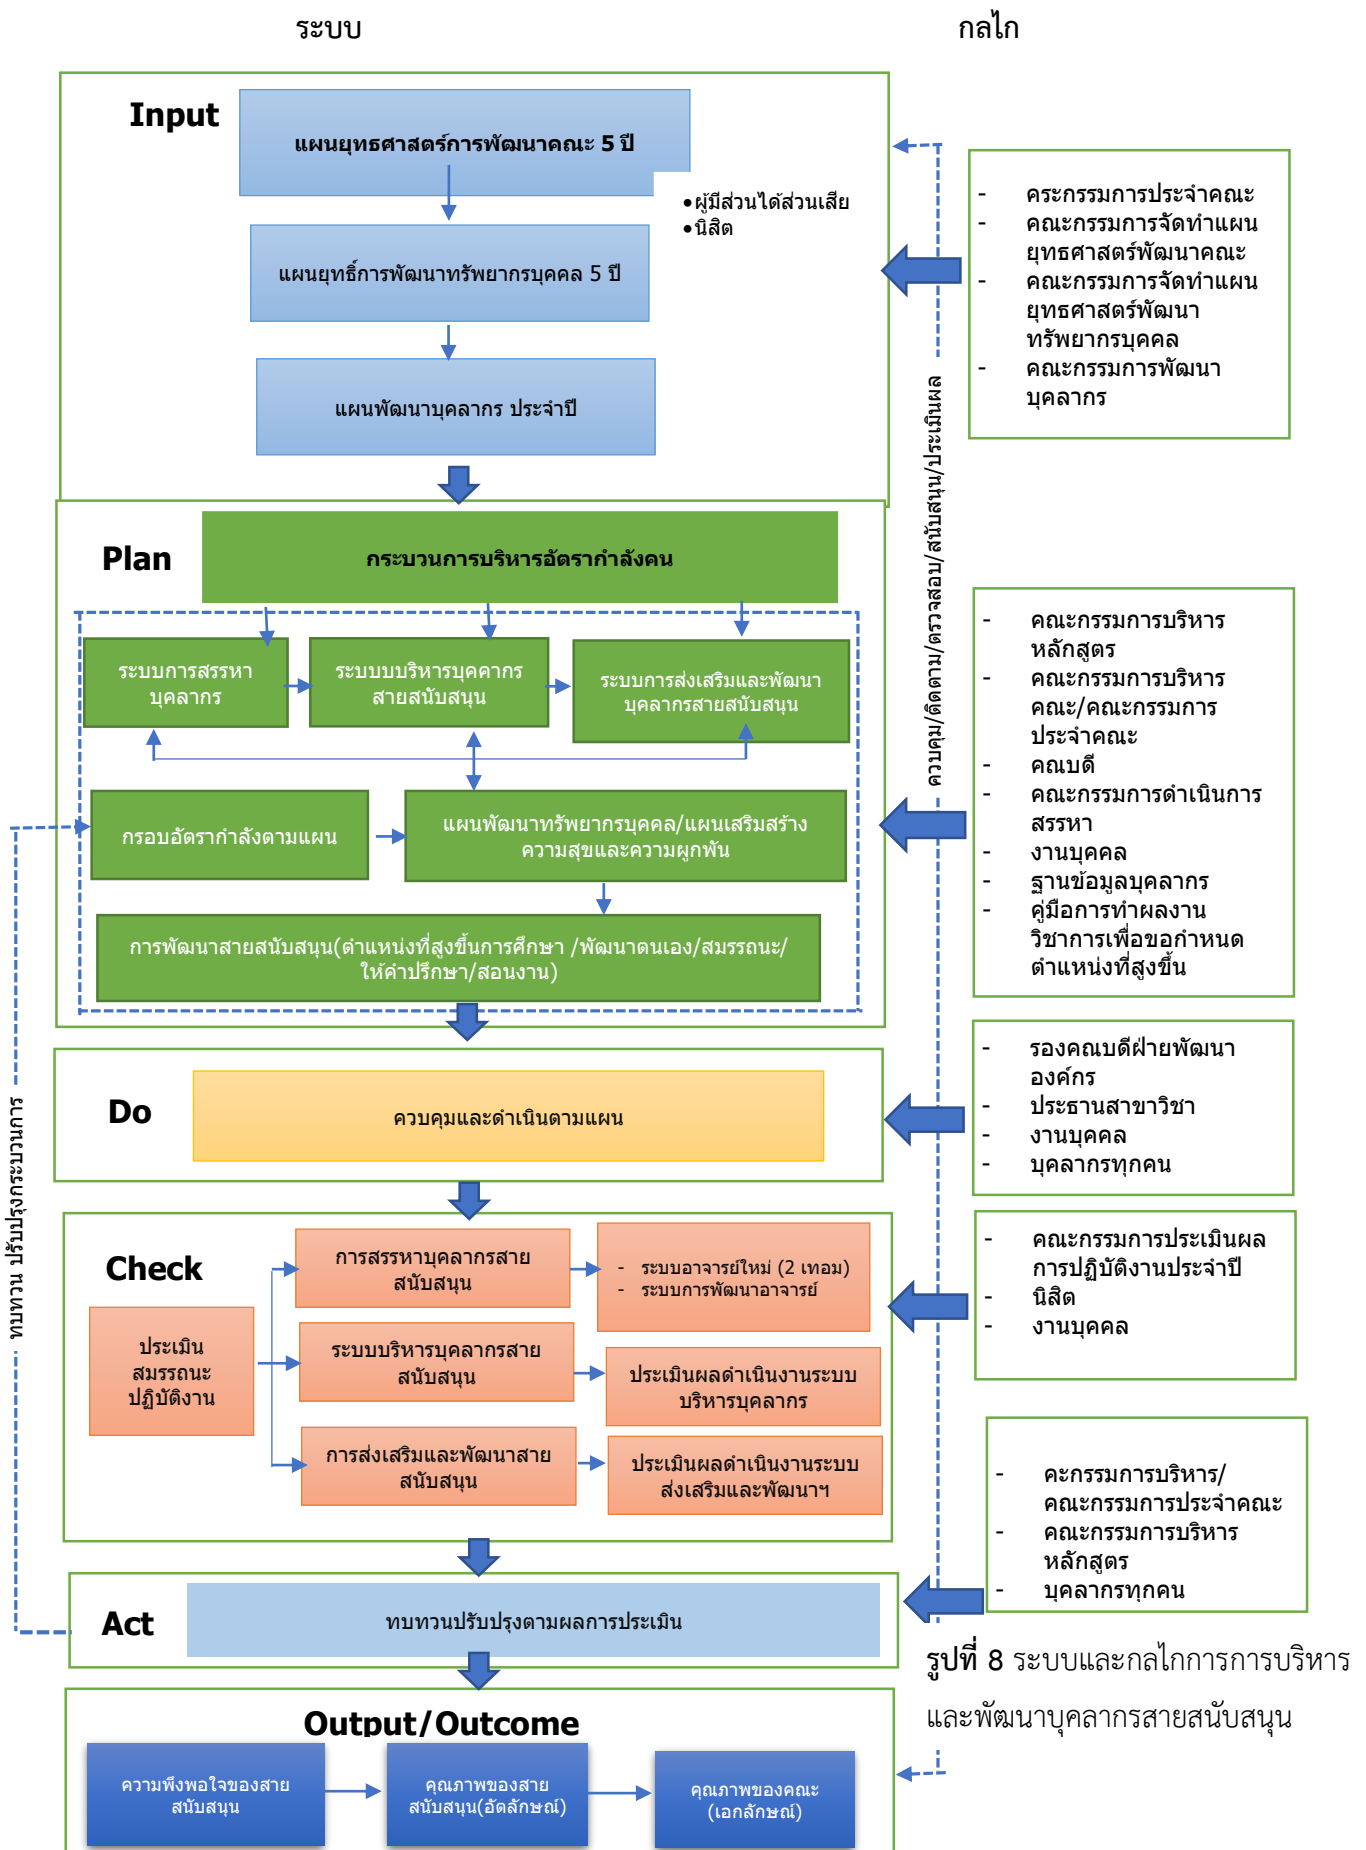 ระบบ
กลไก
Input
แผนยุทธศาสตร์การพัฒนาคณะ 5 ปี
•ผู้มีส่วนได้ส่วนเสีย
•นิสิต
แผนยุทธิ์การพัฒนาทรัพยากรบุคคล 5 ปี
แผนพัฒนาบุคลากร ประจำปี
- คระกรรมการประจำคณะ
- คณะกรรมการจัดทำแผน
ยุทธศาสตร์พัฒนาคณะ
- คณะกรรมการจัดทำแผน
ยุทธศาสตร์พัฒนา
ทรัพยากรบุคคล
- คณะกรรมการพัฒนา
บุคลากร
ควบคุม/ติดตาม/ตรวจสอบ/สนับสนุน/ประเมินผล
Plan
กระบวนการบริหารอัตรากำลังคน
ระบบการสรรหา
บุคลากร
ระบบบบริหารบุคคากร
สายสนับสนุน
ระบบการส่งเสริมและพัฒนา
บุคลากรสายสนับสนุน
กรอบอัตรากำลังตามแผน
แผนพัฒนาทรัพยากรบุคคล/แผนเสริมสร้าง
ความสุขและความผูกพัน
การพัฒนาสายสนับสนุน(ตำแหน่งที่สูงขึ้นการศึกษา /พัฒนาตนเอง/สมรรถนะ/
ให้คำปรึกษา/สอนงาน)
- คณะกรรมการบริหาร
หลักสูตร
- คณะกรรมการบริหาร
คณะ/คณะกรรมการ
ประจำคณะ
- คณบดี
- คณะกรรมการดำเนินการ
สรรหา
- งานบุคคล
- ฐานข้อมูลบุคลากร
- คู่มือการทำผลงาน
วิชาการเพื่อขอกำหนด
ตำแหน่งที่สูงขึ้น
Do
ควบคุมและดำเนินตามแผน
- รองคณบดีฝ่ายพัฒนา
องค์กร
- ประธานสาขาวิชา
- งานบุคคล
- บุคลากรทุกคน
ทบทวน ปรับปรุงกระบวนการ
Check
ประเมิน
สมรรถนะ
ปฏิบัติงาน
การสรรหาบุคลากรสาย
สนับสนุน
- ระบบอาจารย์ใหม่ (2 เทอม)
- ระบบการพัฒนาอาจารย์
ระบบบริหารบุคลากรสาย
สนับสนุน
ประเมินผลดำเนินงานระบบ
บริหารบุคลากร
การส่งเสริมและพัฒนาสาย
สนับสนุน
ประเมินผลดำเนินงานระบบ
ส่งเสริมและพัฒนาฯ
- คณะกรรมการประเมินผล
การปฏิบัติงานประจำปี
- นิสิต
- งานบุคคล
Act
ทบทวนปรับปรุงตามผลการประเมิน
- คะกรรมการบริหาร/
คณะกรรมการประจำคณะ
- คณะกรรมการบริหาร
หลักสูตร
- บุคลากรทุกคน
รูปที่ 8 ระบบและกลไกการการบริหาร
และพัฒนาบุคลากรสายสนับสนุน
Output/Outcome
ความพึงพอใจของสาย
สนับสนุน
คุณภาพของสาย
สนับสนุน(อัตลักษณ์)
คุณภาพของคณะ
(เอกลักษณ์)